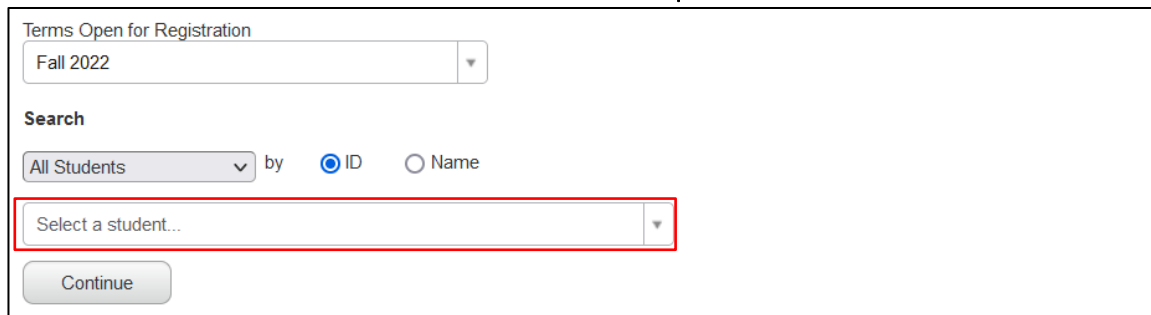 Terms Open for Registration
Fall 2022
Search
All Students by ID Name
Select a student...
Continue